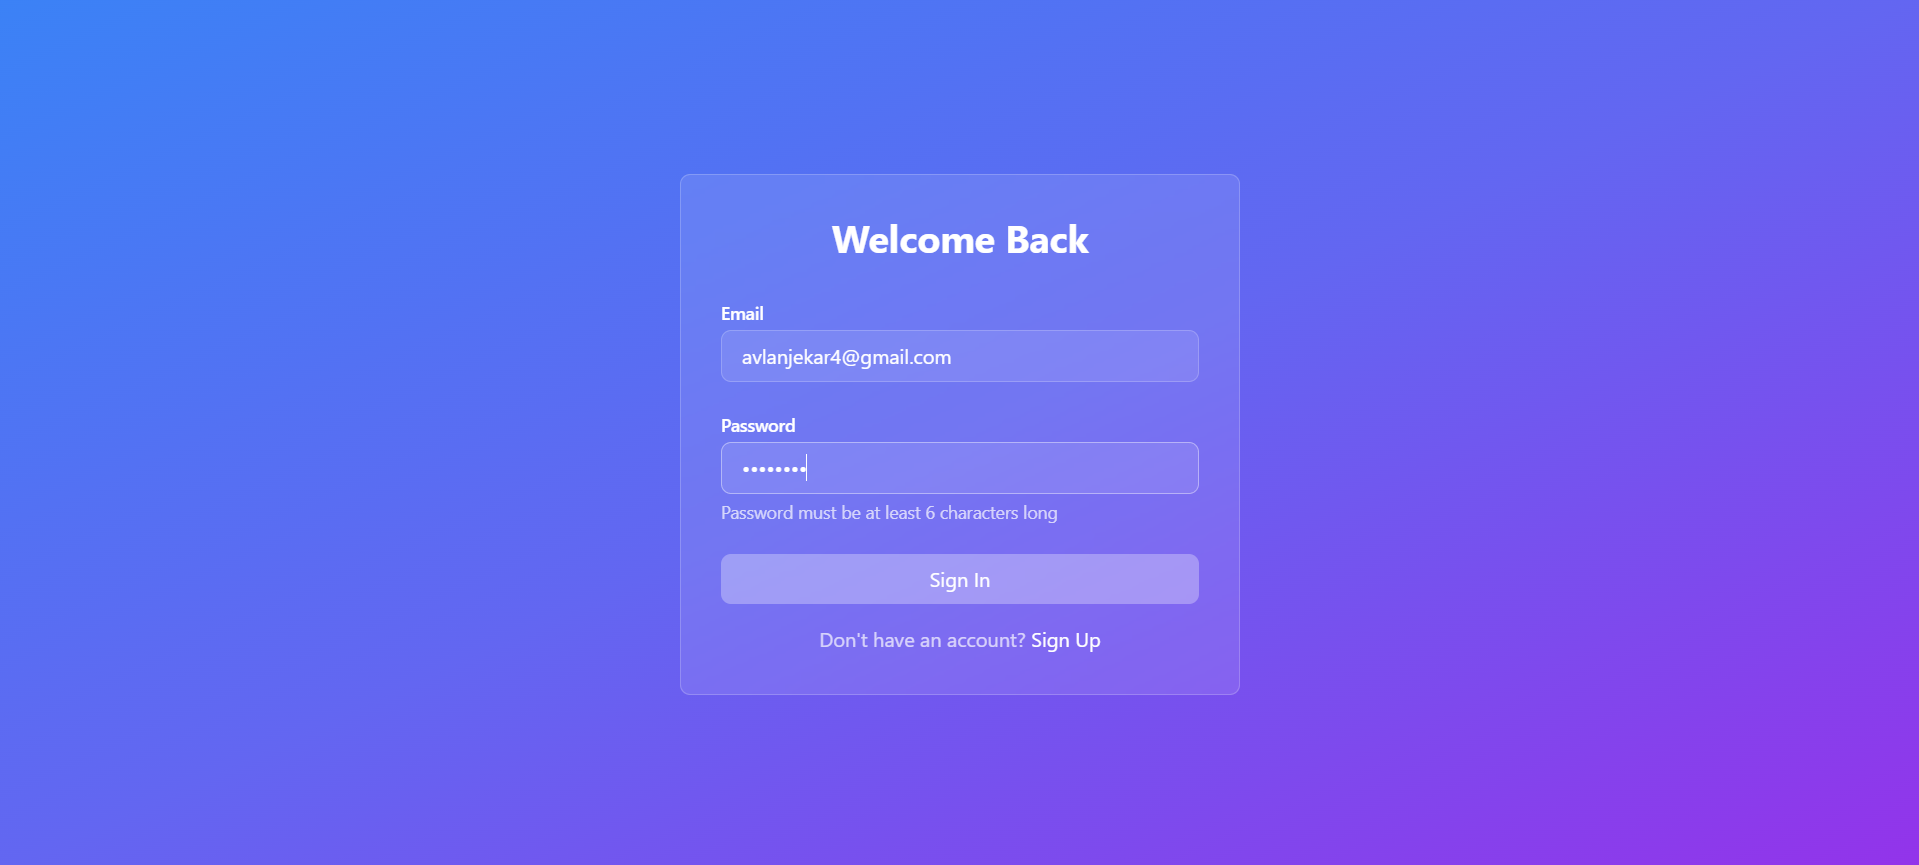 Welcome Back
Email
avlanjekar4@gmail.com
Password
••••••••
Password must be at least 6 characters long
Sign In
Don't have an account? Sign Up